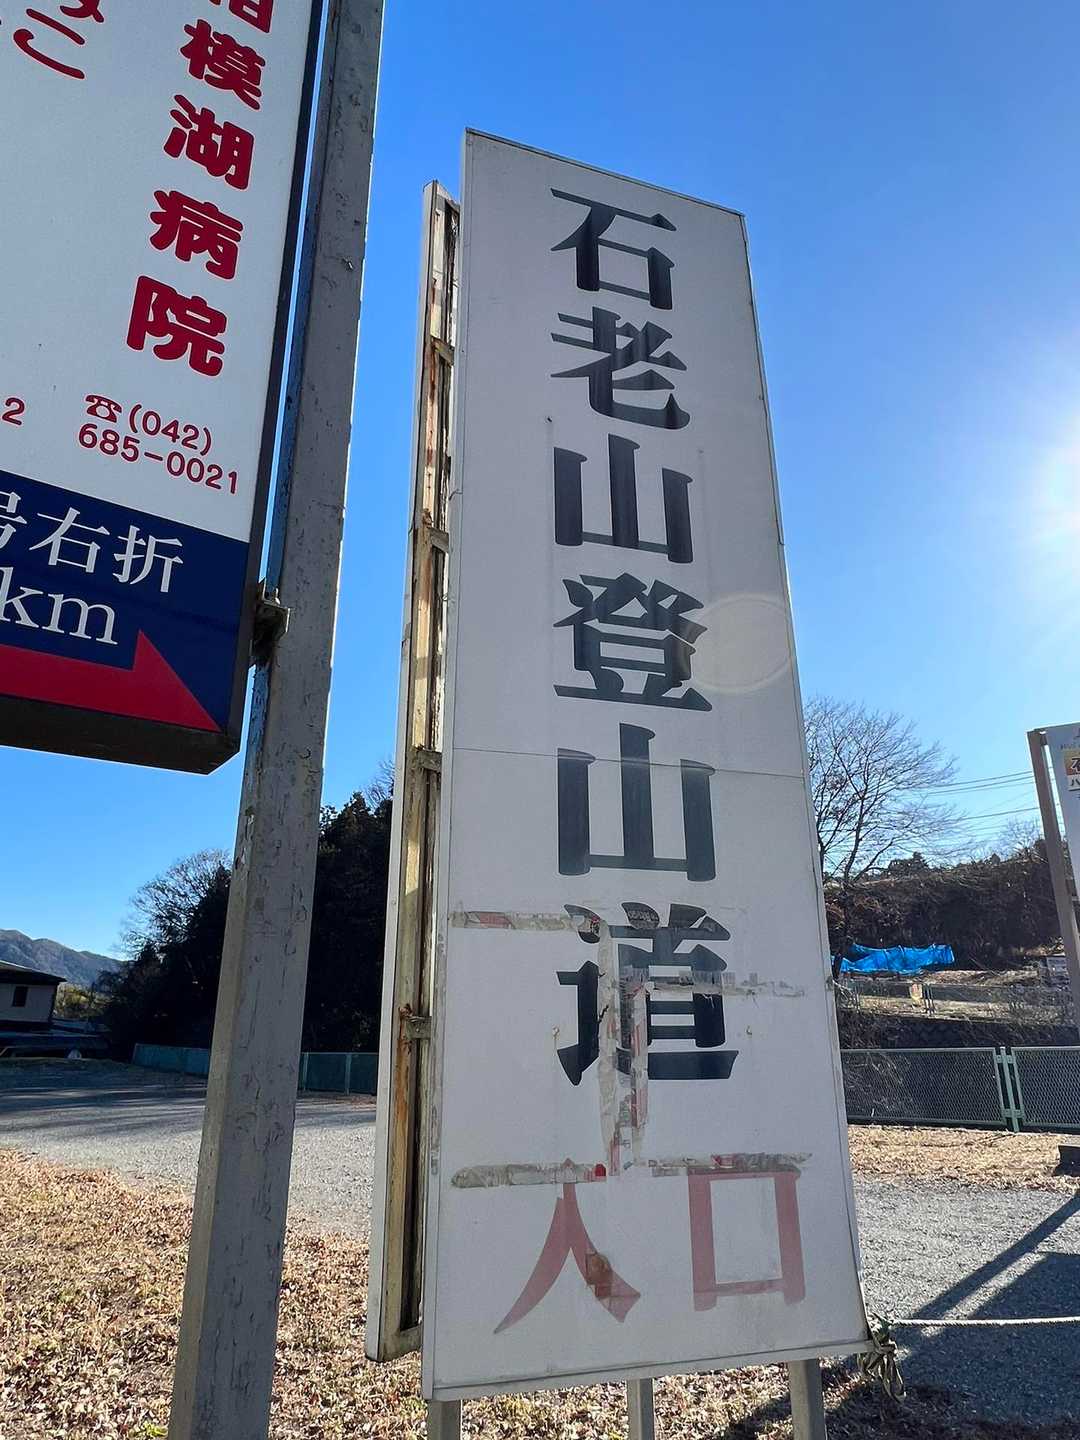 相模湖病院
☎(042)
685-0021
2
号右折
km
石老山登山道
入口